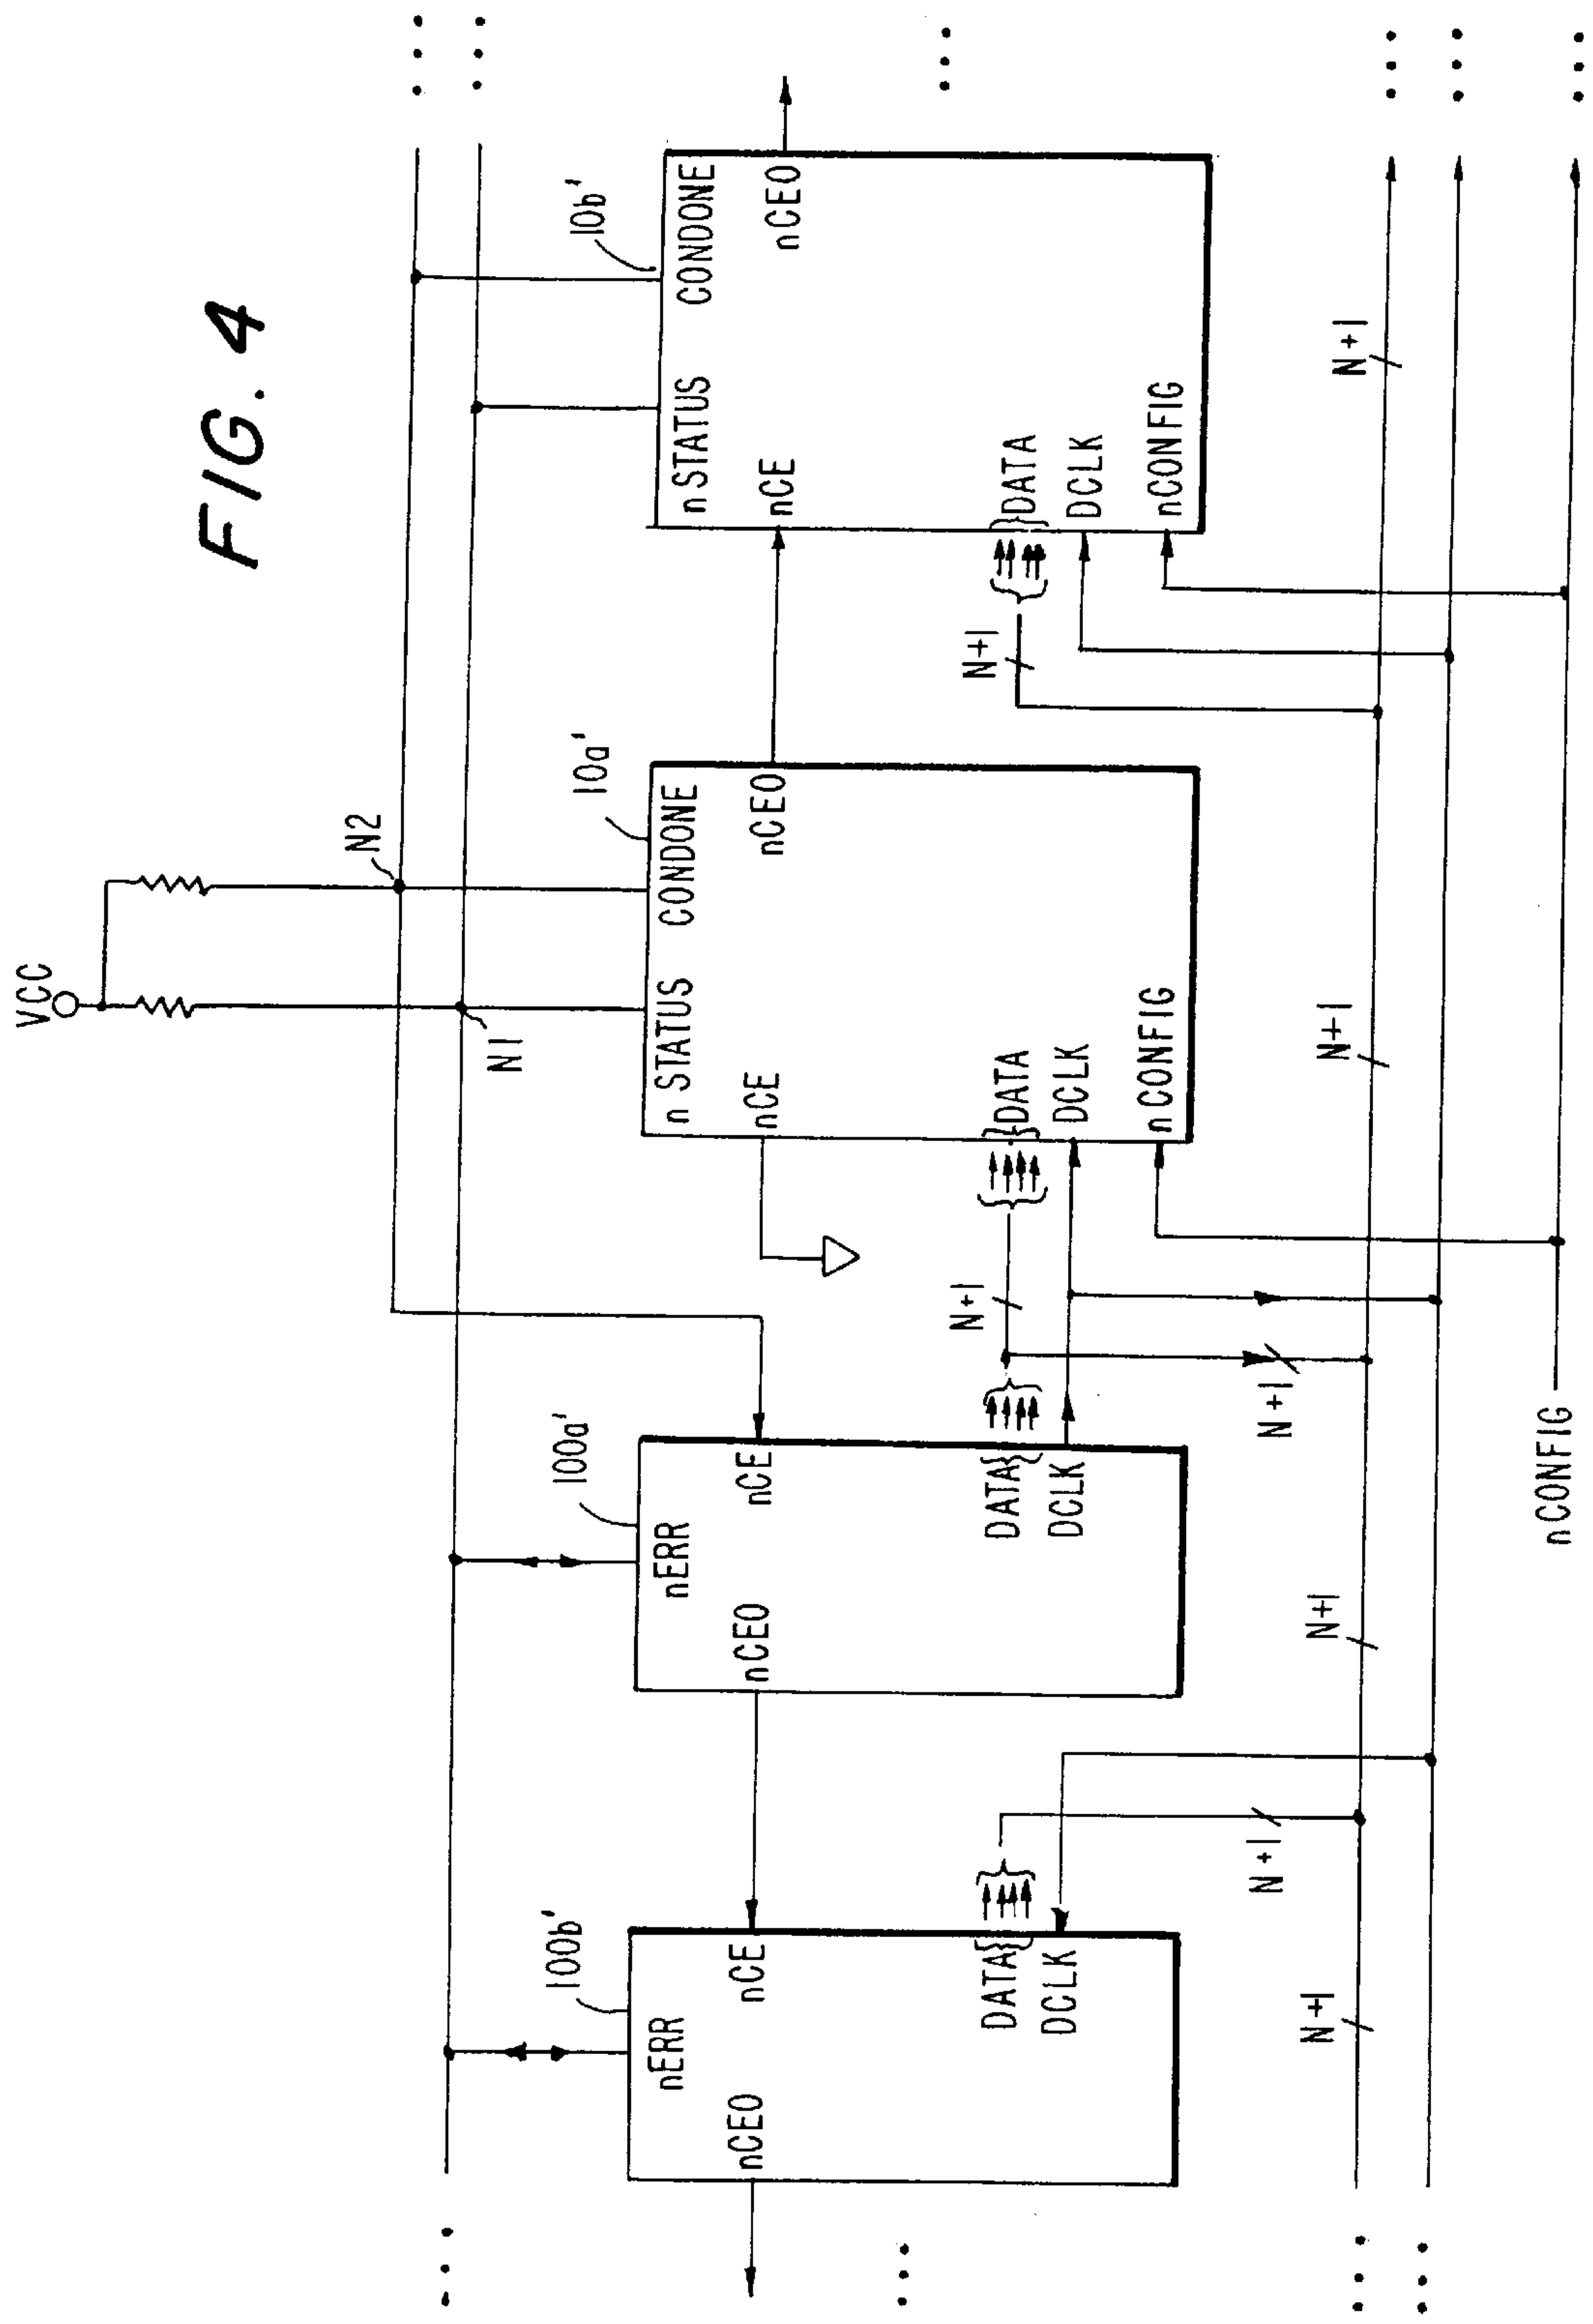 FIG. 4
VCC
N2
N1
100b'
100a'
10a'
10b'
nERR
nCEO
nCE
DATA
DCLK
nERR
nCEO
nCE
DATA
DCLK
nSTATUS
CONDONE
nCE
nCEO
DATA
DCLK
nCONFIG
nSTATUS
CONDONE
nCE
nCEO
DATA
DCLK
nCONFIG
N+1
N+1
N+1
N+1
N+1
N+1
N+1
N+1
nCONFIG